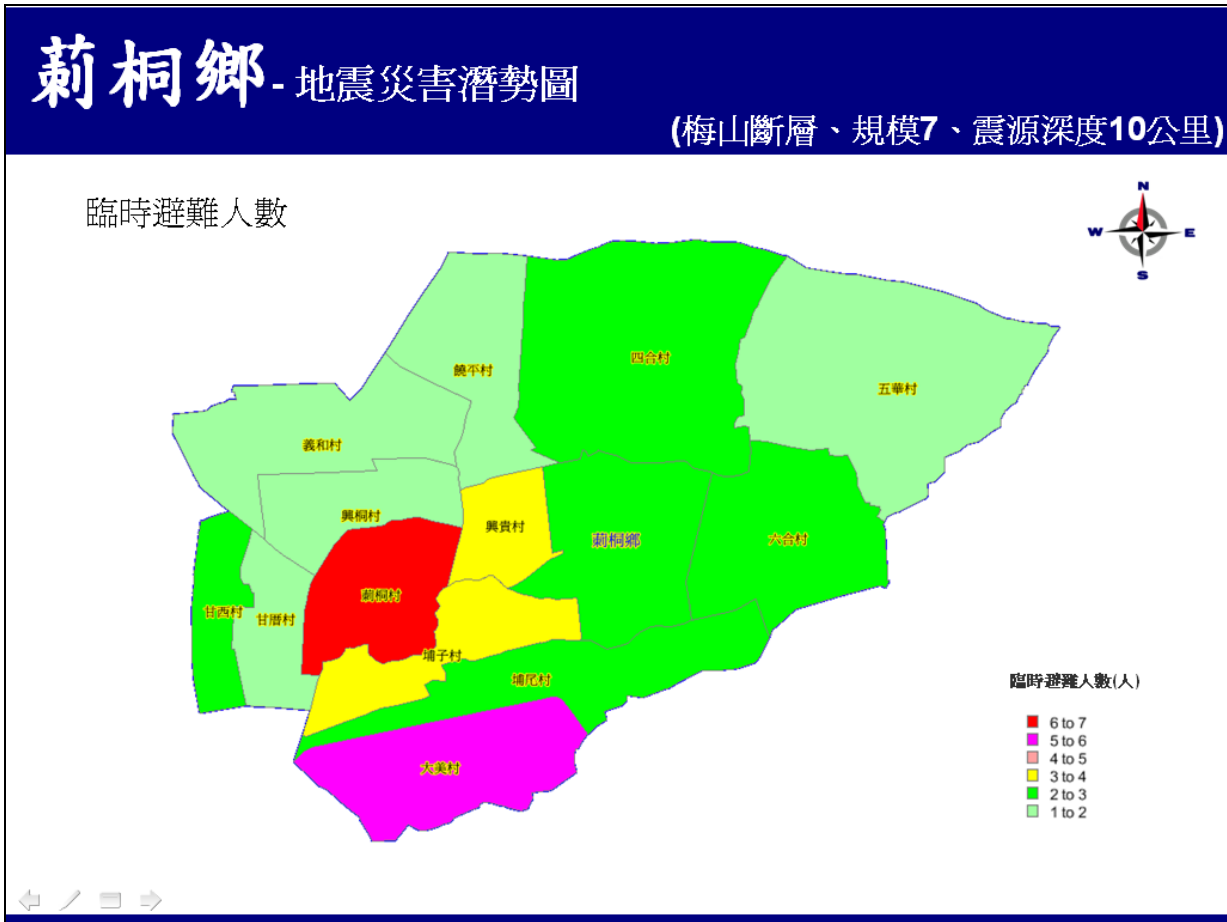 莿桐鄉- 地震災害潛勢圖
(梅山斷層、規模7、震源深度10公里)
臨時避難人數
N
W E
S
四合村
饒平村
五華村
義和村
興桐村
興貴村
莿桐鄉
六合村
莿桐村
甘西村
甘厝村
埔子村
埔尾村
大美村
臨時避難人數(人)
6 to 7
5 to 6
4 to 5
3 to 4
2 to 3
1 to 2